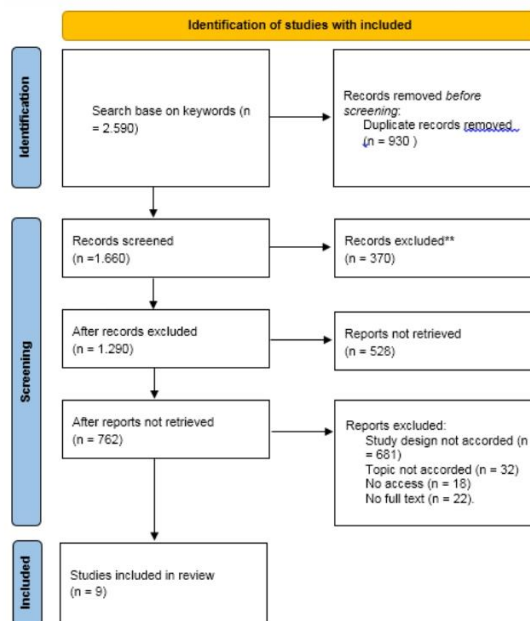 Identification of studies with included
Identification
Search base on keywords (n
= 2.590)
Records removed before
screening:
Duplicate records removed
(n = 930 )
Screening
Records screened
(n =1.660)
Records excluded**
(n = 370)
After records excluded
(n = 1.290)
Reports not retrieved
(n = 528)
After reports not retrieved
(n = 762)
Reports excluded:
Study design not accorded (n
= 681)
Topic not accorded (n = 32)
No access (n = 18)
No full text (n = 22).
Included
Studies included in review
(n = 9)